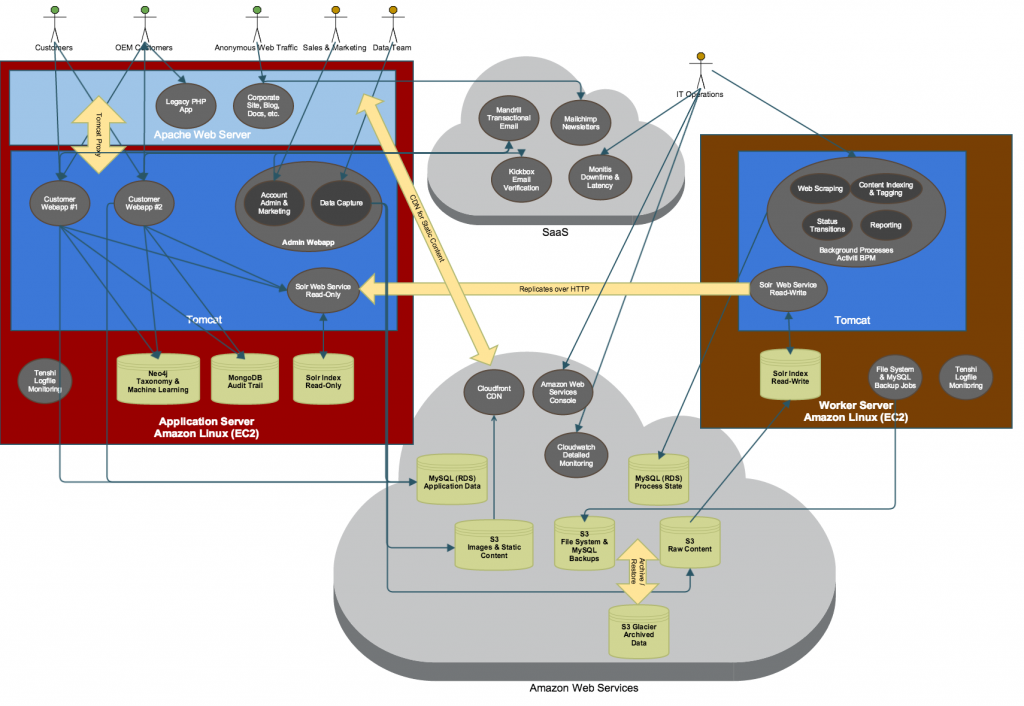 Customers
OEM Customers
Anonymous Web Traffic
Sales & Marketing
Data Team
IT Operations
Legacy PHP
App
Corporate
Site, Blog,
Docs, etc.
Apache Web Server
Tomcat Proxy
Customer
Webapp #1
Customer
Webapp #2
Account
Admin &
Marketing
Data Capture
Admin Webapp
Solr Web Service
Read-Only
Tomcat
Tenshi
Logfile
Monitoring
Neo4j
Taxonomy &
Machine Learning
MongoDB
Audit Trail
Solr Index
Read-Only
Application Server
Amazon Linux (EC2)
CDN for Static Content
Mandrill
Transactional
Email
Mailchimp
Newsletters
Kickbox
Email
Verification
Monitis
Downtime &
Latency
SaaS
Replicates over HTTP
Web Scraping
Content Indexing
& Tagging
Status
Transitions
Reporting
Background Processes
Activiti BPM
Solr Web Service
Read-Write
Tomcat
Solr Index
Read-Write
File System
& MySQL
Backup Jobs
Tenshi
Logfile
Monitoring
Worker Server
Amazon Linux (EC2)
Cloudfront
CDN
Amazon Web
Services
Console
Cloudwatch
Detailed
Monitoring
MySQL (RDS)
Application Data
MySQL (RDS)
Process State
S3
Images & Static
Content
S3
File System &
MySQL
Backups
S3
Raw Content
Archive /
Restore
S3 Glacier
Archived
Data
Amazon Web Services